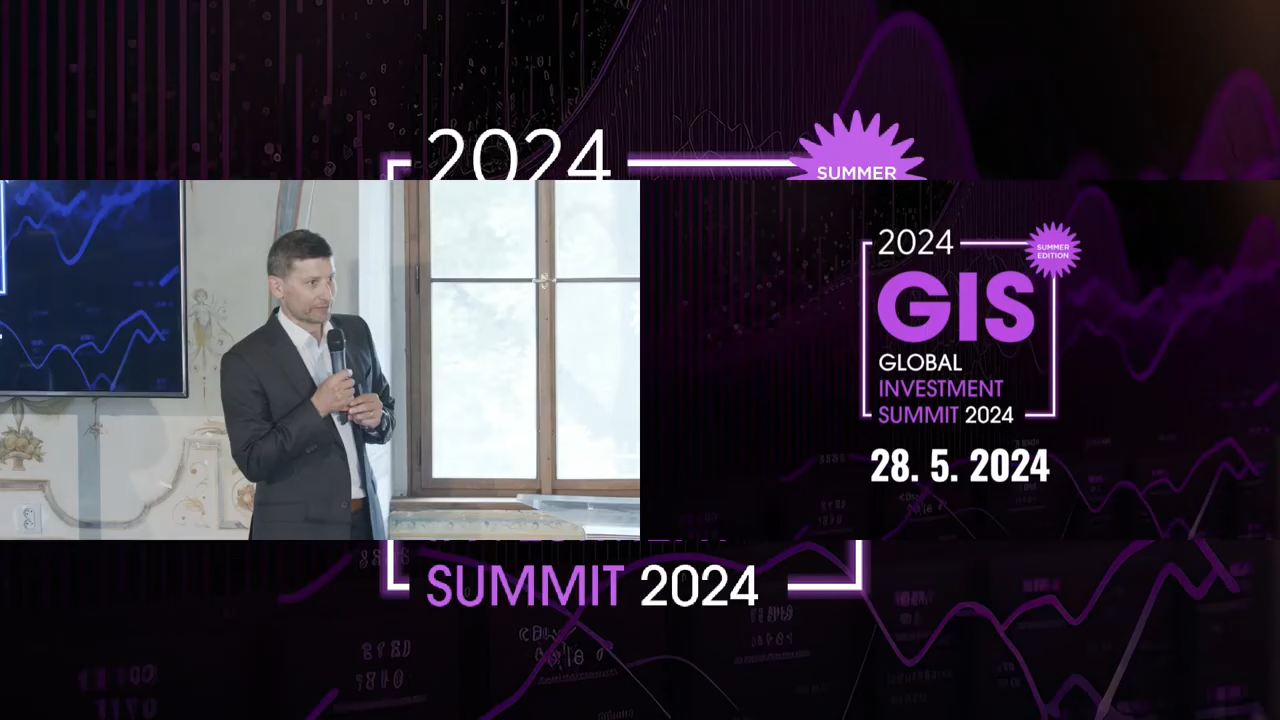 2024
SUMMER
2024
SUMMER
EDITION
GIS
GLOBAL
INVESTMENT
SUMMIT 2024
28. 5. 2024
SUMMIT 2024